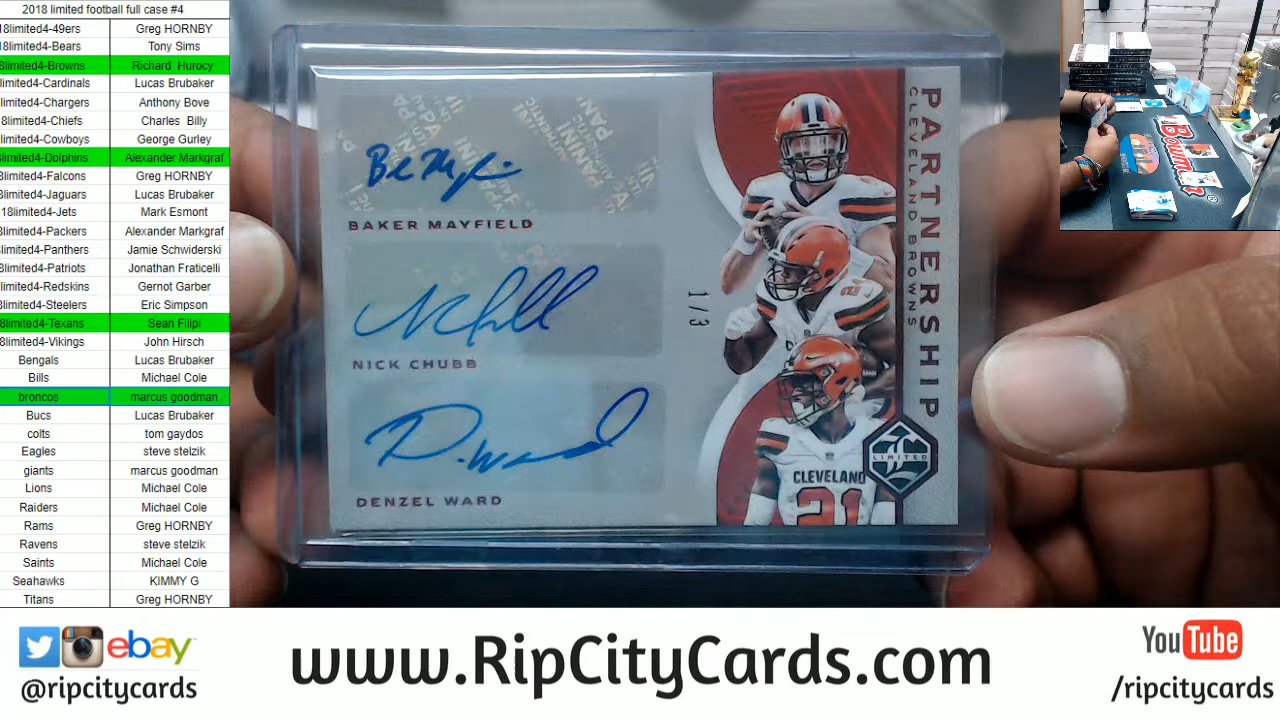 2018 limited football full case #4
18limited4-49ers Greg HORNBY
18limited4-Bears Tony Sims
8limited4-Browns Richard Hurocy
limited4-Cardinals Lucas Brubaker
limited4-Chargers Anthony Bove
8limited4-Chiefs Charles Billy
limited4-Cowboys George Gurley
8limited4-Dolphins Alexander Markgraf
8limited4-Falcons Greg HORNBY
8limited4-Jaguars Lucas Brubaker
18limited4-Jets Mark Esmont
limited4-Packers Alexander Markgraf
limited4-Panthers Jamie Schwiderski
8limited4-Patriots Jonathan Fraticelli
limited4-Redskins Gernot Garber
limited4-Steelers Eric Simpson
8limited4-Texans Sean Filipi
8limited4-Vikings John Hirsch
Bengals Lucas Brubaker
Bills Michael Cole
broncos marcus goodman
Bucs Lucas Brubaker
colts tom gaydos
Eagles steve stelzik
giants marcus goodman
Lions Michael Cole
Raiders Michael Cole
Rams Greg HORNBY
Ravens steve stelzik
Saints Michael Cole
Seahawks KIMMY G
Titans Greg HORNBY
BAKER MAYFIELD
NICK CHUBB
DENZEL WARD
1/3
PARTNERSHIP
CLEVELAND BROWNS
LIMITED
CLEVELAND
21
ebay
@ripcitycards
www.RipCityCards.com
YouTube
/ripcitycards